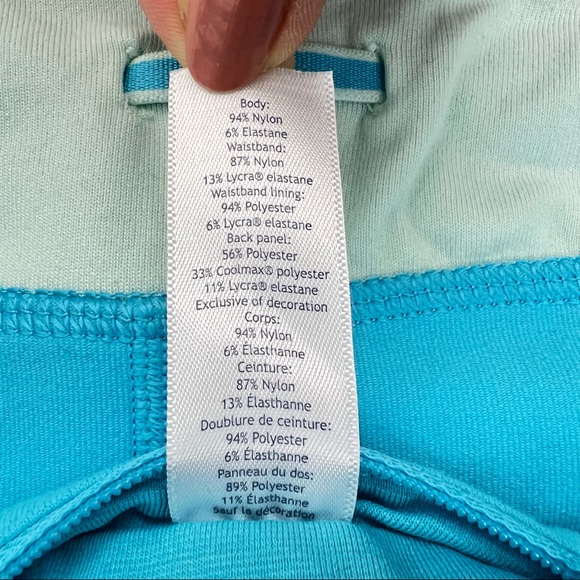 Body:
94% Nylon
6% Elastane
Waistband:
87% Nylon
13% Lycra® elastane
Waistband lining:
94% Polyester
6% Lycra® elastane
Back panel:
56% Polyester
33% Coolmax® polyester
11% Lycra® elastane
Exclusive of decoration
Corps:
94% Nylon
6% Élasthanne
Ceinture:
87% Nylon
13% Élasthanne
Doublure de ceinture:
94% Polyester
6% Élasthanne
Panneau du dos:
89% Polyester
11% Élasthanne
Sauf la décoration